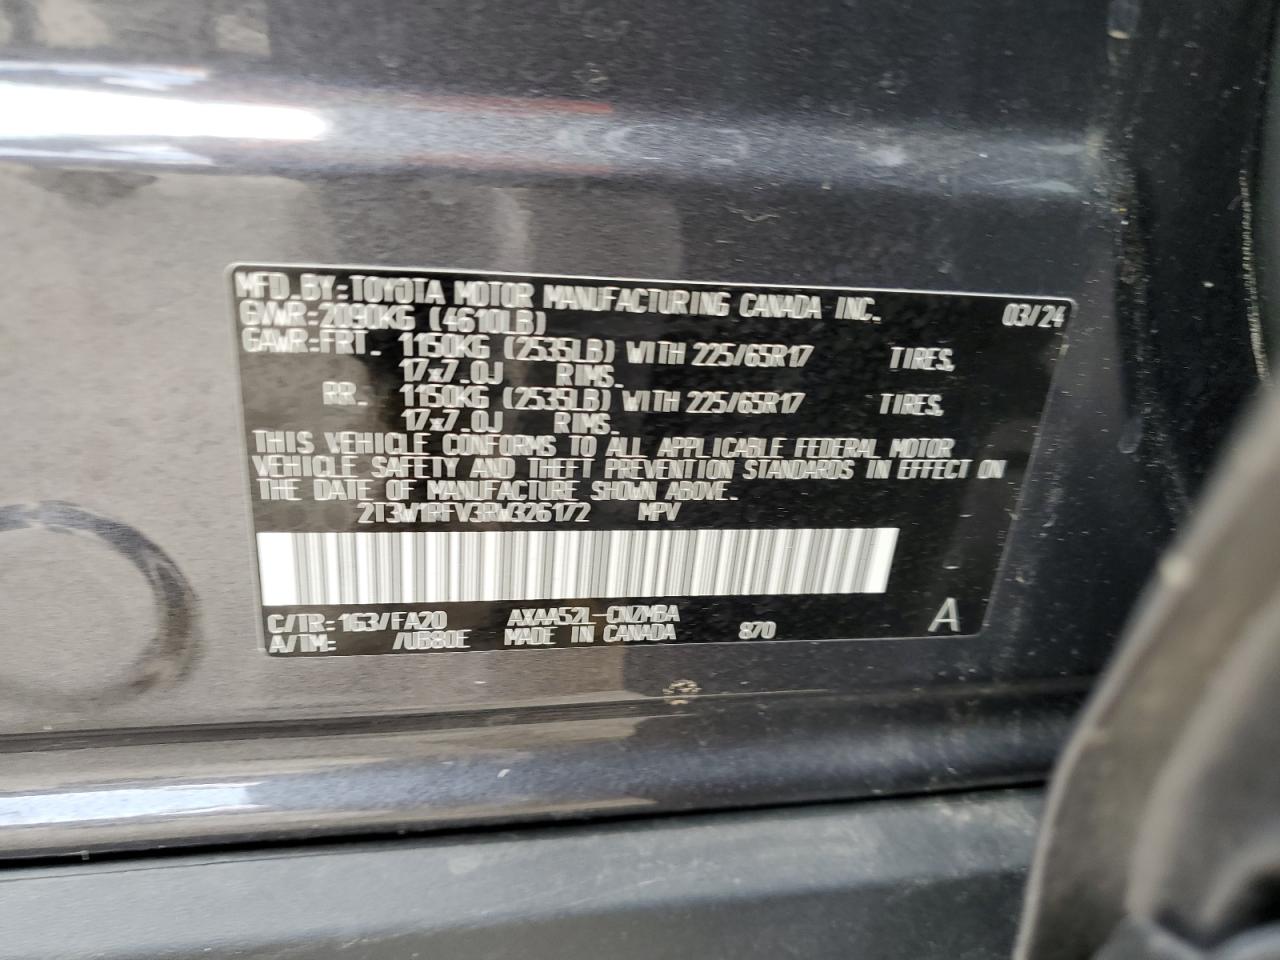 MFD. BY:TOYOTA MOTOR MANUFACTURING CANADA INC. 03/24
GVWR:2090KG (4610LB)
GAWR:FRT. 1150KG (2535LB) WITH 225/65R17 TIRES,
17x7.0J RIMS.
RR. 1150KG (2535LB) WITH 225/65R17 TIRES,
17x7.0J RIMS.
THIS VEHICLE CONFORMS TO ALL APPLICABLE FEDERAL MOTOR
VEHICLE SAFETY AND THEFT PREVENTION STANDARDS IN EFFECT ON
THE DATE OF MANUFACTURE SHOWN ABOVE.
2T3W1RFV3RW326172 MPV
C/TR:1G3/FA20 AXAA52L-CNZMBA
A/TM: /UB80E MADE IN CANADA 870 A